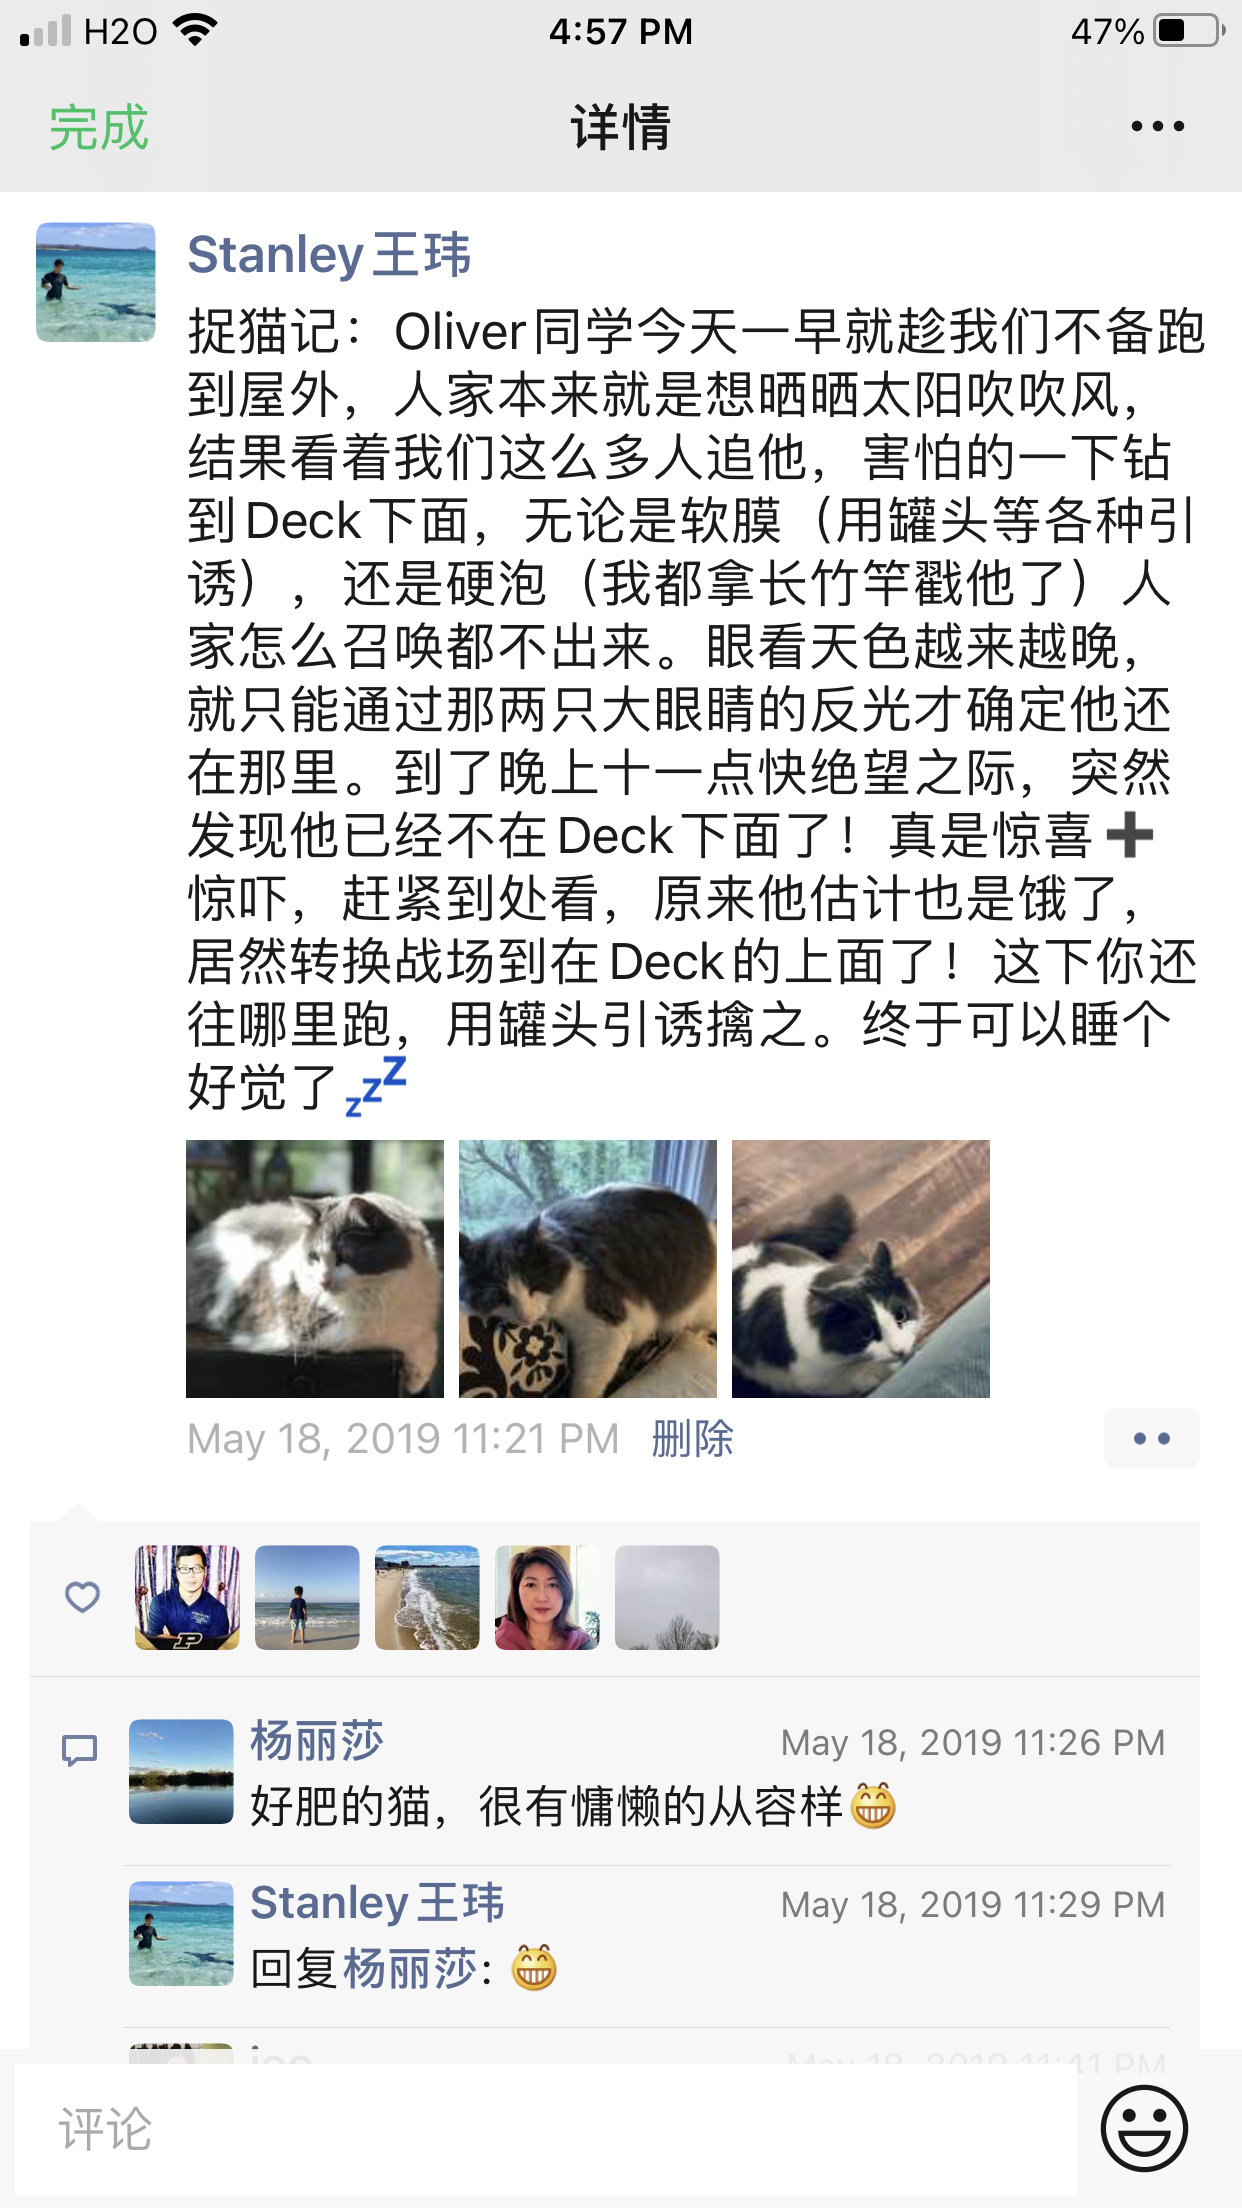 H2O 4:57 PM 47%
完成 详情
Stanley王玮
捉猫记：Oliver同学今天一早就趁我们不备跑
到屋外，人家本来就是想晒晒太阳吹吹风，
结果看着我们这么多人追他，害怕的一下钻
到Deck下面，无论是软膜（用罐头等各种引
诱），还是硬泡（我都拿长竹竿戳他了）人
家怎么召唤都不出来。眼看天色越来越晚，
就只能通过那两只大眼睛的反光才确定他还
在那里。到了晚上十一点快绝望之际，突然
发现他已经不在Deck下面了！真是惊喜➕
惊吓，赶紧到处看，原来他估计也是饿了，
居然转换战场到在Deck的上面了！这下你还
往哪里跑，用罐头引诱擒之。终于可以睡个
好觉了💤
May 18, 2019 11:21 PM 删除
P
杨丽莎 May 18, 2019 11:26 PM
好肥的猫，很有慵懒的从容样😁
Stanley王玮 May 18, 2019 11:29 PM
回复杨丽莎: 😁
May 18, 2019 11:41 PM
评论